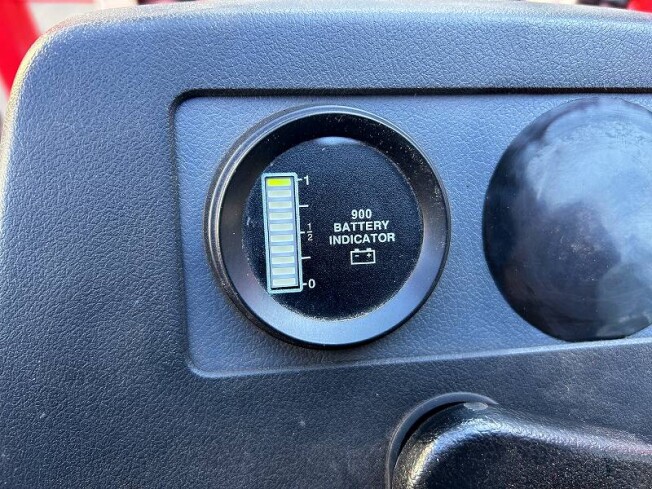 1
1/2
0
900
BATTERY
INDICATOR
- +